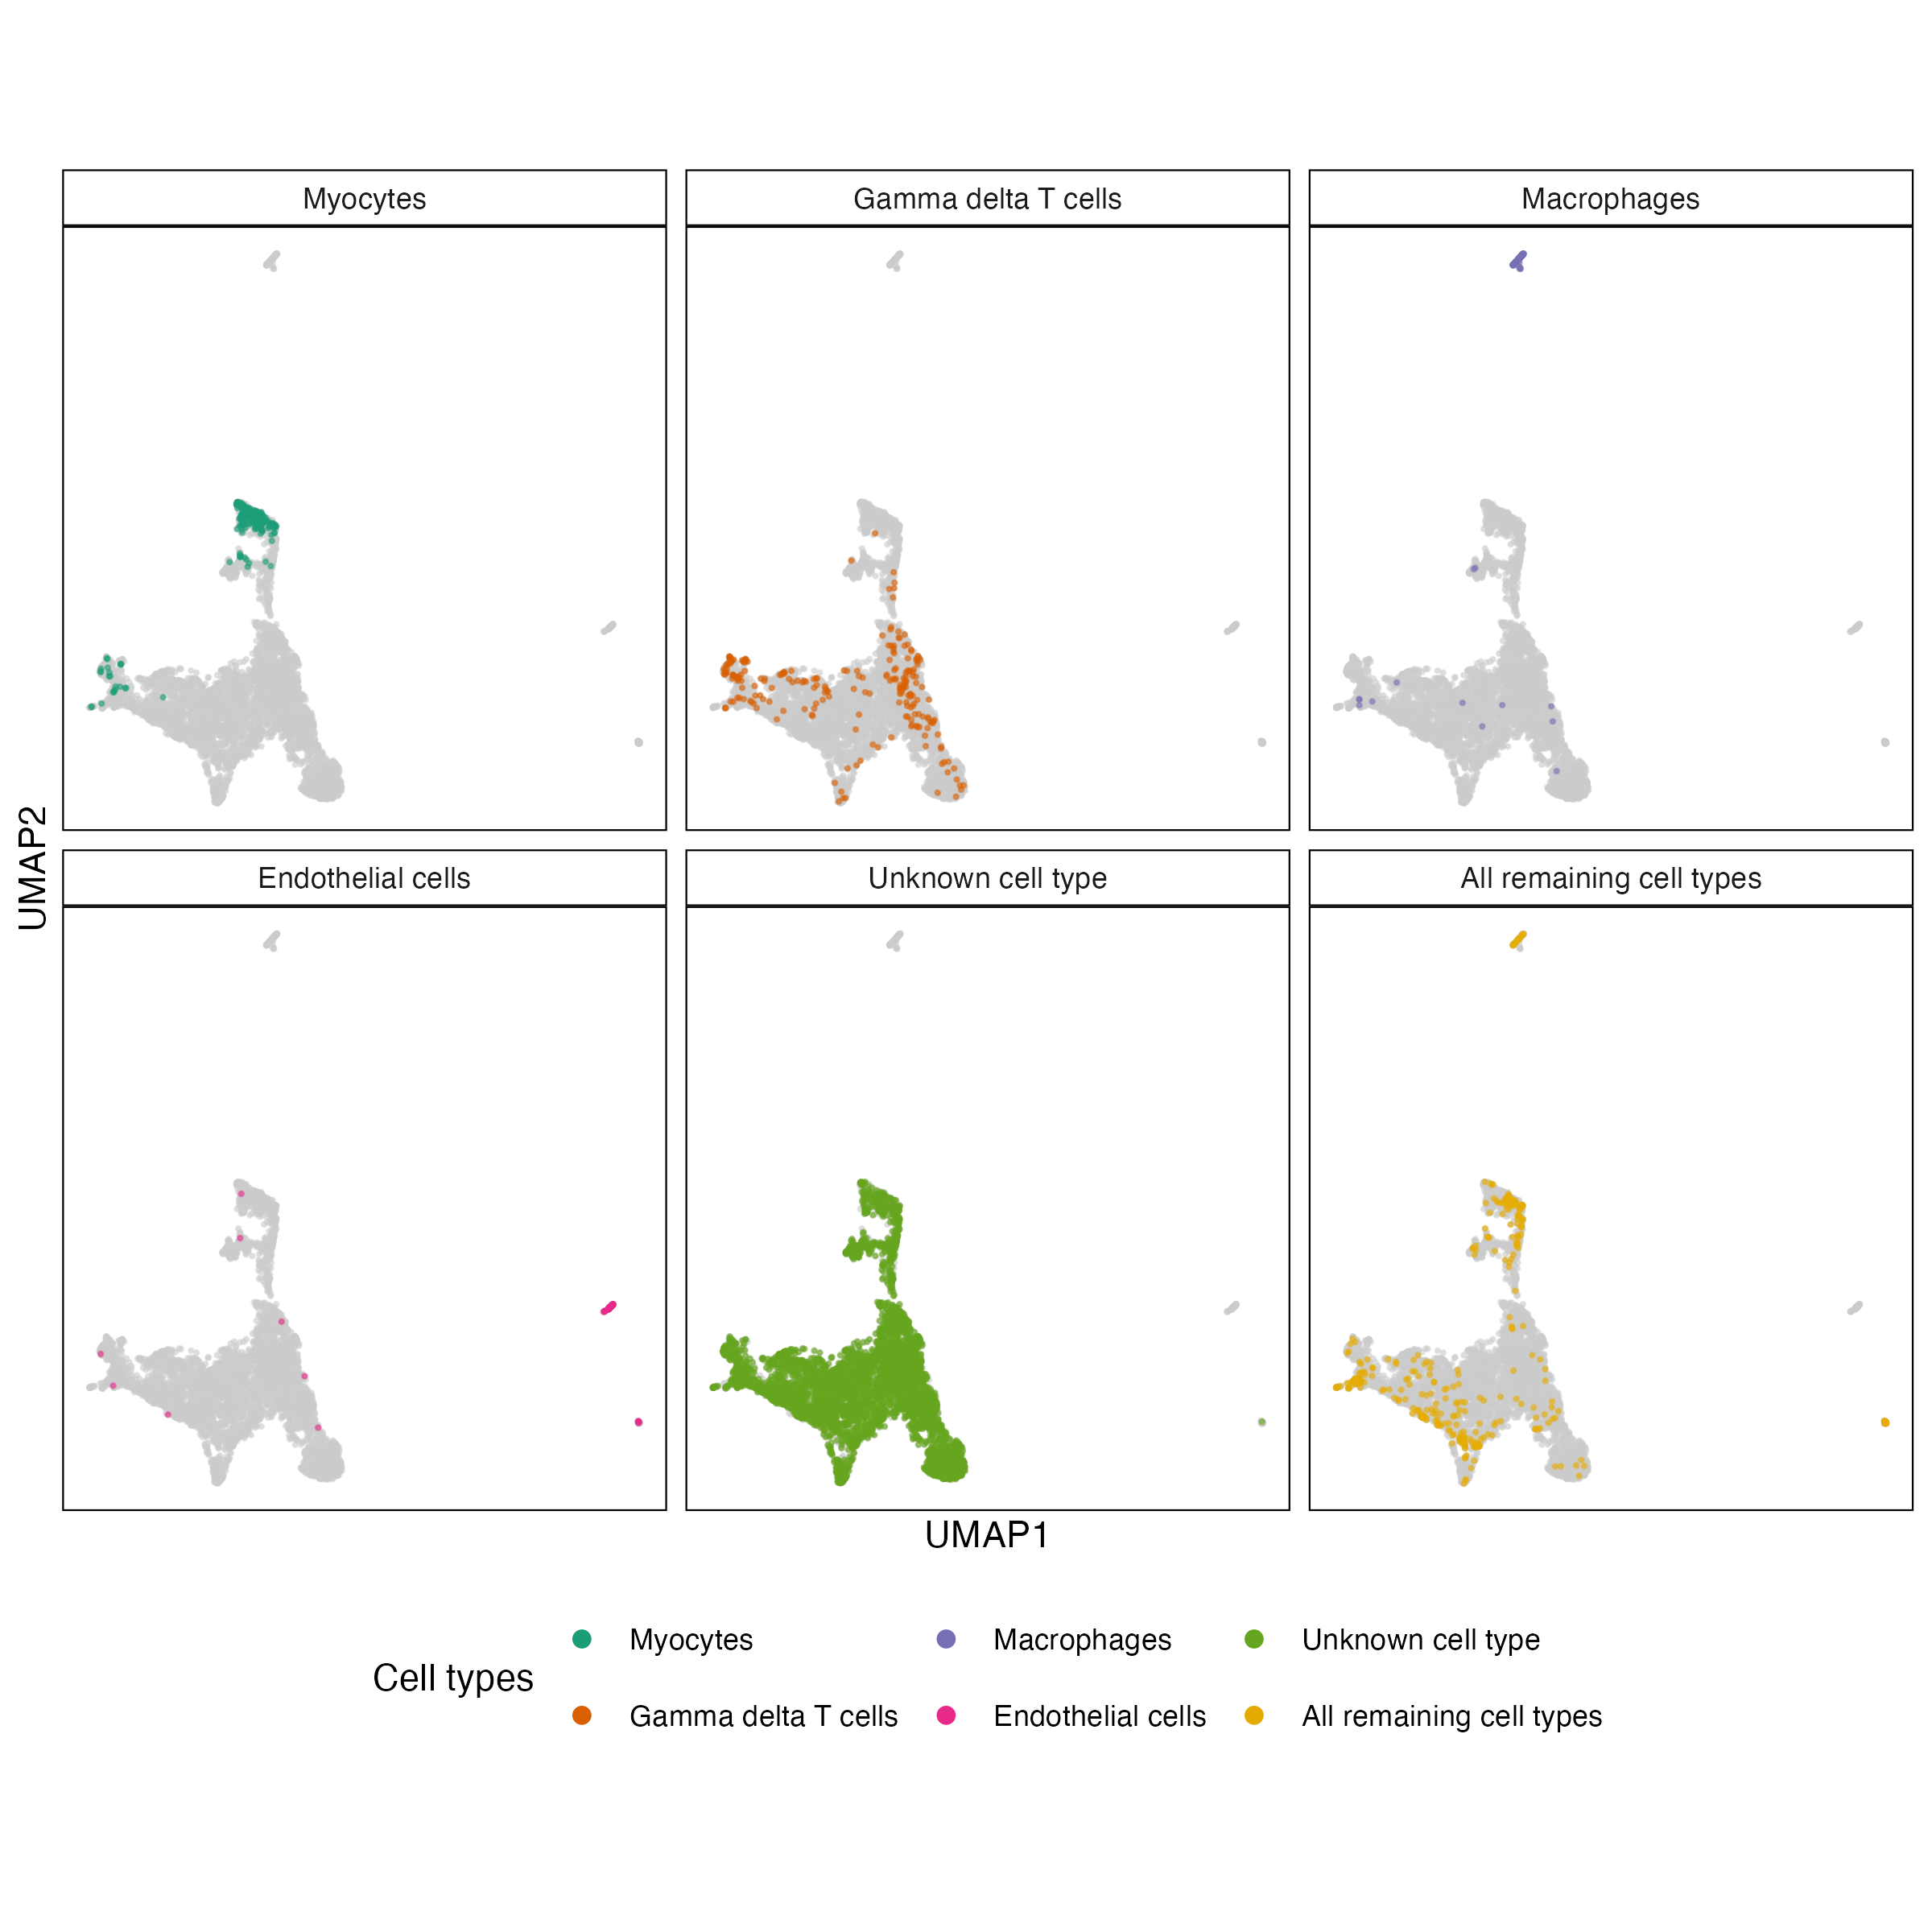 Myocytes
Gamma delta T cells
Macrophages
UMAP2
Endothelial cells
Unknown cell type
All remaining cell types
UMAP1
Cell types
Myocytes
Macrophages
Unknown cell type
Gamma delta T cells
Endothelial cells
All remaining cell types